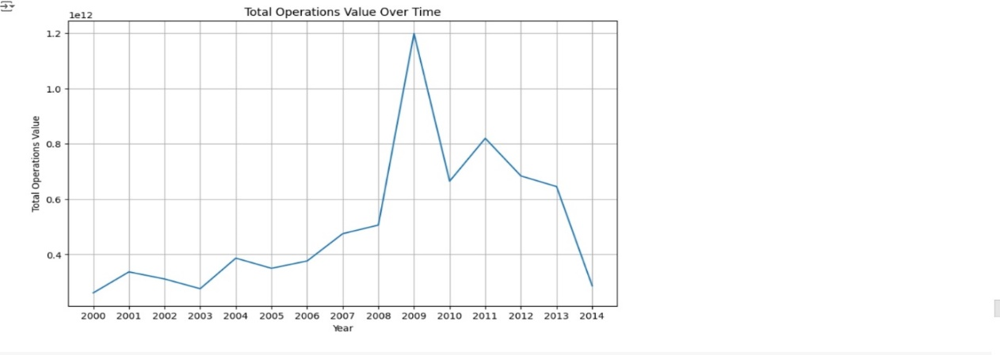 Total Operations Value Over Time
1e12
1.2
1.0
0.8
0.6
0.4
Total Operations Value
2000 2001 2002 2003 2004 2005 2006 2007 2008 2009 2010 2011 2012 2013 2014
Year